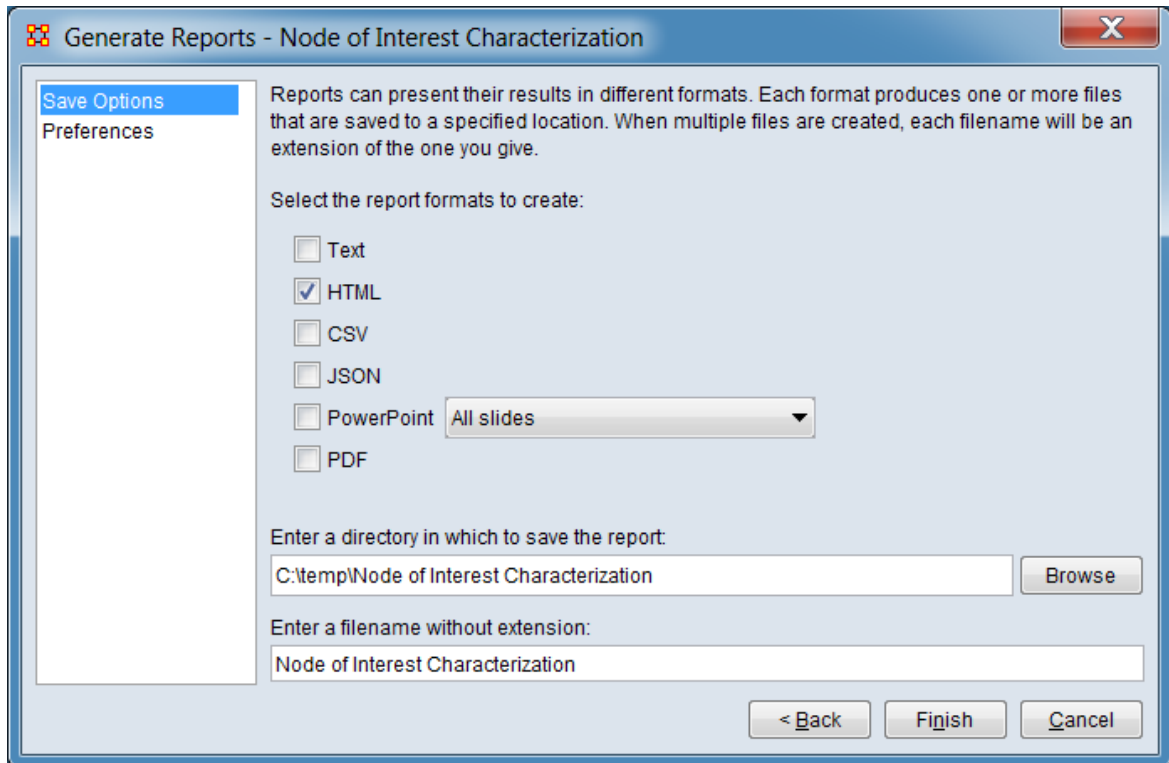 Generate Reports - Node of Interest Characterization
X
Save Options
Preferences
Reports can present their results in different formats. Each format produces one or more files
that are saved to a specified location. When multiple files are created, each filename will be an
extension of the one you give.
Select the report formats to create:
Text
HTML
CSV
JSON
PowerPoint All slides
PDF
Enter a directory in which to save the report:
C:\temp\Node of Interest Characterization Browse
Enter a filename without extension:
Node of Interest Characterization
< Back Finish Cancel